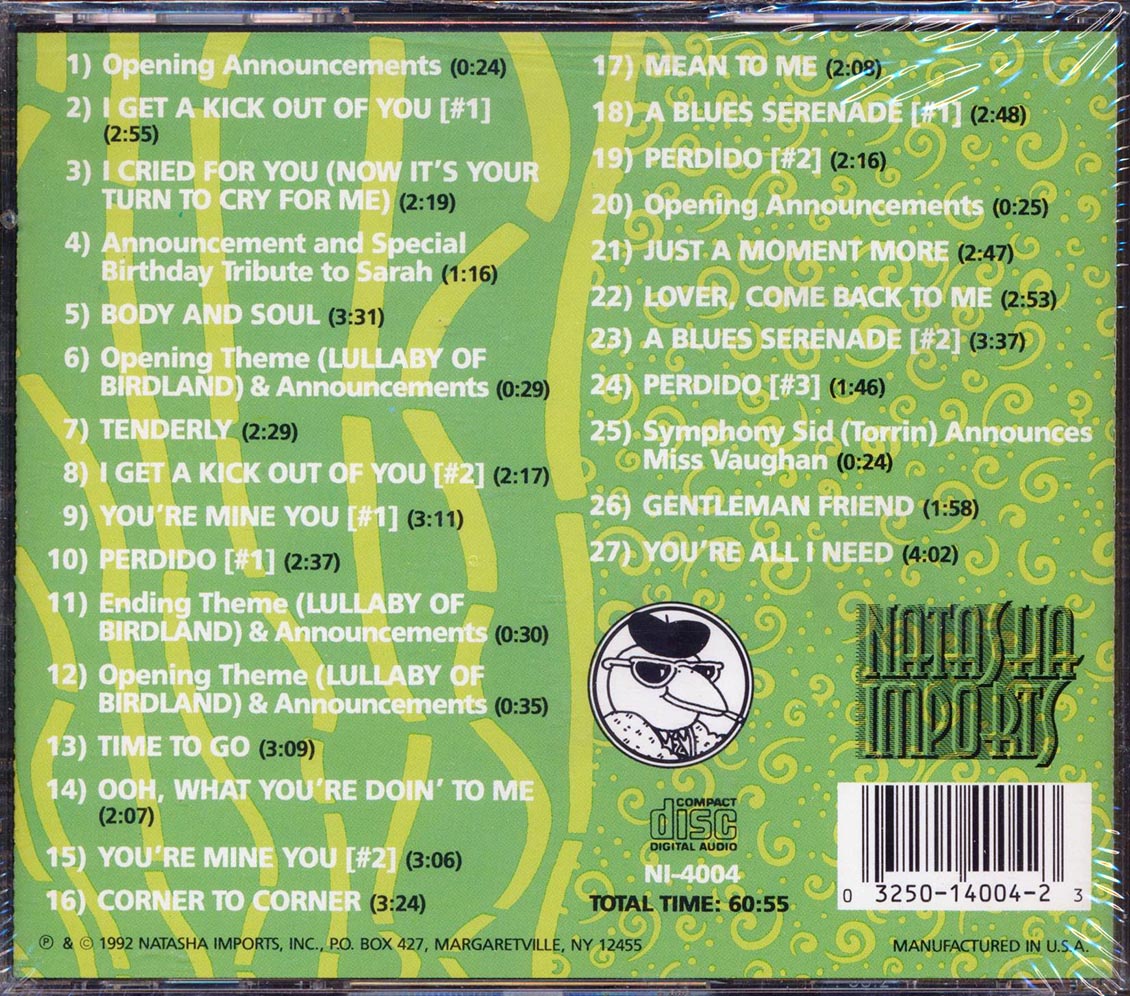 1) Opening Announcements (0:24)
2) I GET A KICK OUT OF YOU [#1]
(2:55)
3) I CRIED FOR YOU (NOW IT'S YOUR
TURN TO CRY FOR ME) (2:19)
4) Announcement and Special
Birthday Tribute to Sarah (1:16)
5) BODY AND SOUL (3:31)
6) Opening Theme (LULLABY OF
BIRDLAND) & Announcements (0:29)
7) TENDERLY (2:29)
8) I GET A KICK OUT OF YOU [#2] (2:17)
9) YOU'RE MINE YOU [#1] (3:11)
10) PERDIDO [#1] (2:37)
11) Ending Theme (LULLABY OF
BIRDLAND) & Announcements (0:30)
12) Opening Theme (LULLABY OF
BIRDLAND) & Announcements (0:35)
13) TIME TO GO (3:09)
14) OOH, WHAT YOU'RE DOIN' TO ME
(2:07)
15) YOU'RE MINE YOU [#2] (3:06)
16) CORNER TO CORNER (3:24)
17) MEAN TO ME (2:08)
18) A BLUES SERENADE [#1] (2:48)
19) PERDIDO [#2] (2:16)
20) Opening Announcements (0:25)
21) JUST A MOMENT MORE (2:47)
22) LOVER, COME BACK TO ME (2:53)
23) A BLUES SERENADE [#2] (3:37)
24) PERDIDO [#3] (1:46)
25) Symphony Sid (Torrin) Announces
Miss Vaughan (0:24)
26) GENTLEMAN FRIEND (1:58)
27) YOU'RE ALL I NEED (4:02)
NATASHA
IMPORTS
COMPACT
disc
DIGITAL AUDIO
NI-4004
TOTAL TIME: 60:55
0 3250-14004-2 3
℗ & © 1992 NATASHA IMPORTS, INC., P.O. BOX 427, MARGARETVILLE, NY 12455
MANUFACTURED IN U.S.A.